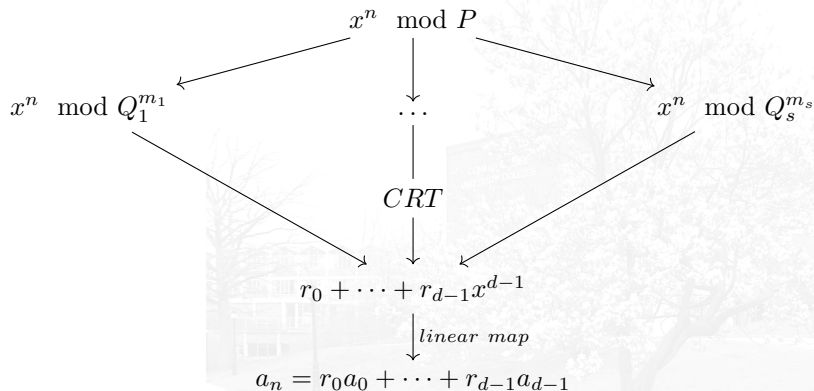 x^n mod P
x^n mod Q_1^{m_1} ... x^n mod Q_s^{m_s}
CRT
r_0 + ⋯ + r_{d−1}x^{d−1}
linear map
a_n = r_0a_0 + ⋯ + r_{d−1}a_{d−1}